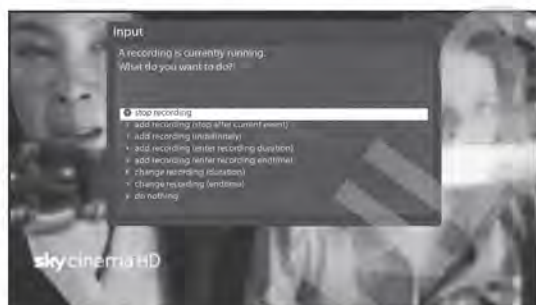 Input
A recording is currently running.
What do you want to do?
stop recording
add recording (stop after current event)
add recording (indefinitely)
add recording (enter recording duration)
add recording (enter recording endtime)
change recording (duration)
change recording (endtime)
do nothing
sky cinema HD